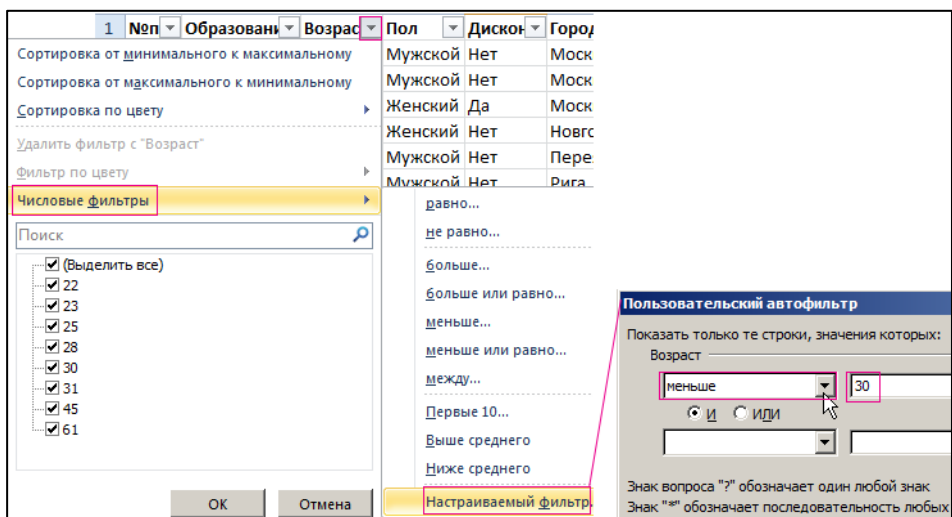 1 №п Образовани Возрас Пол Дискон Город
Сортировка от минимального к максимальному
Сортировка от максимального к минимальному
Сортировка по цвету
Удалить фильтр с "Возраст"
Фильтр по цвету
Числовые фильтры
Поиск
(Выделить все)
22
23
25
28
30
31
45
61
ОК Отмена
Мужской Нет Моск
Мужской Нет Моск
Женский Да Моск
Женский Нет Новго
Мужской Нет Пере
Мужской Нет Рига
равно...
не равно...
больше...
больше или равно...
меньше...
меньше или равно...
между...
Первые 10...
Выше среднего
Ниже среднего
Настраиваемый фильтр.
Пользовательский автофильтр
Показать только те строки, значения которых:
Возраст
меньше 30
И ИЛИ
Знак вопроса "?" обозначает один любой знак
Знак "*" обозначает последовательность любых